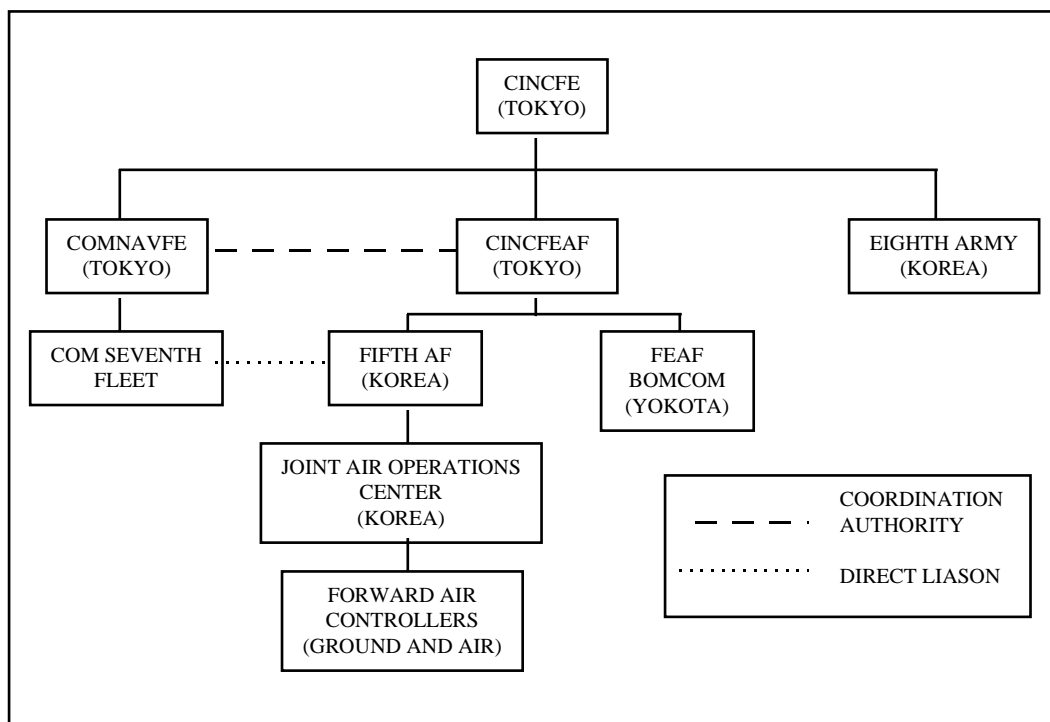 CINCFE
(TOKYO)
COMNAVFE
(TOKYO)
CINCFEAF
(TOKYO)
EIGHTH ARMY
(KOREA)
COM SEVENTH
FLEET
FIFTH AF
(KOREA)
FEAF
BOMCOM
(YOKOTA)
JOINT AIR OPERATIONS
CENTER
(KOREA)
FORWARD AIR
CONTROLLERS
(GROUND AND AIR)
COORDINATION
AUTHORITY
DIRECT LIASON